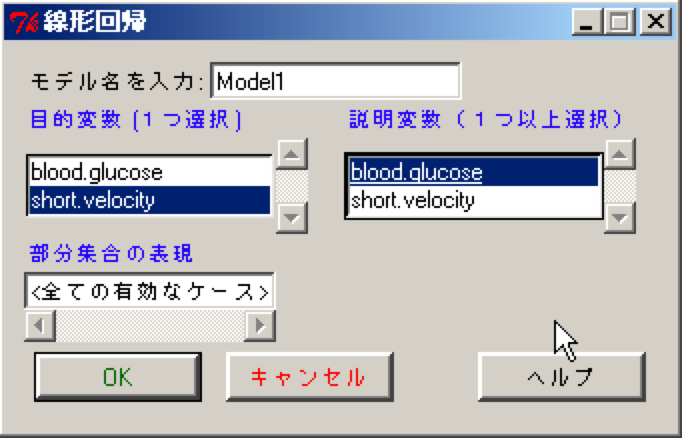 線形回帰
モデル名を入力: Model1
目的変数 (1 つ選択)
説明変数 (1 つ以上選択)
blood.glucose
short.velocity
blood.glucose
short.velocity
部分集合の表現
<全ての有効なケース>
OK
キャンセル
ヘルプ